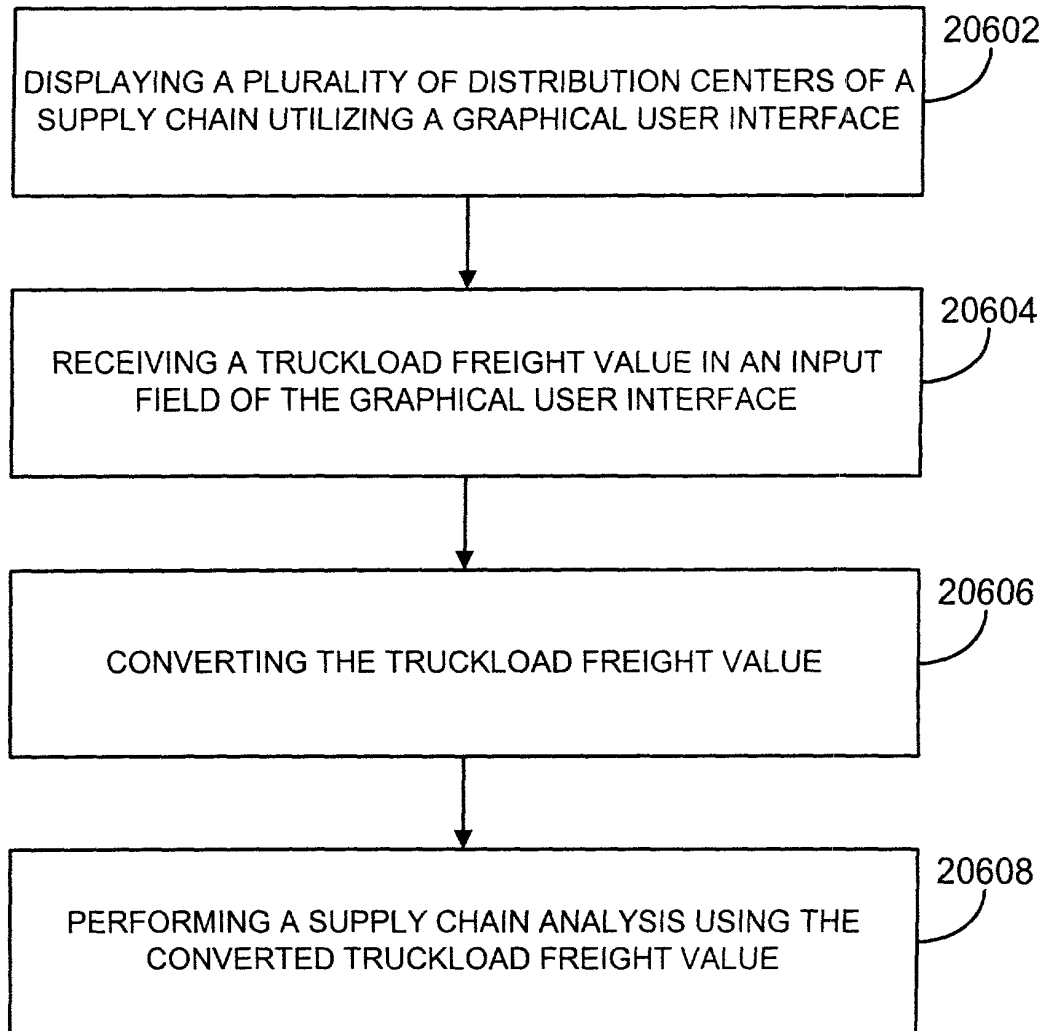 20602
DISPLAYING A PLURALITY OF DISTRIBUTION CENTERS OF A
SUPPLY CHAIN UTILIZING A GRAPHICAL USER INTERFACE
20604
RECEIVING A TRUCKLOAD FREIGHT VALUE IN AN INPUT
FIELD OF THE GRAPHICAL USER INTERFACE
20606
CONVERTING THE TRUCKLOAD FREIGHT VALUE
20608
PERFORMING A SUPPLY CHAIN ANALYSIS USING THE
CONVERTED TRUCKLOAD FREIGHT VALUE